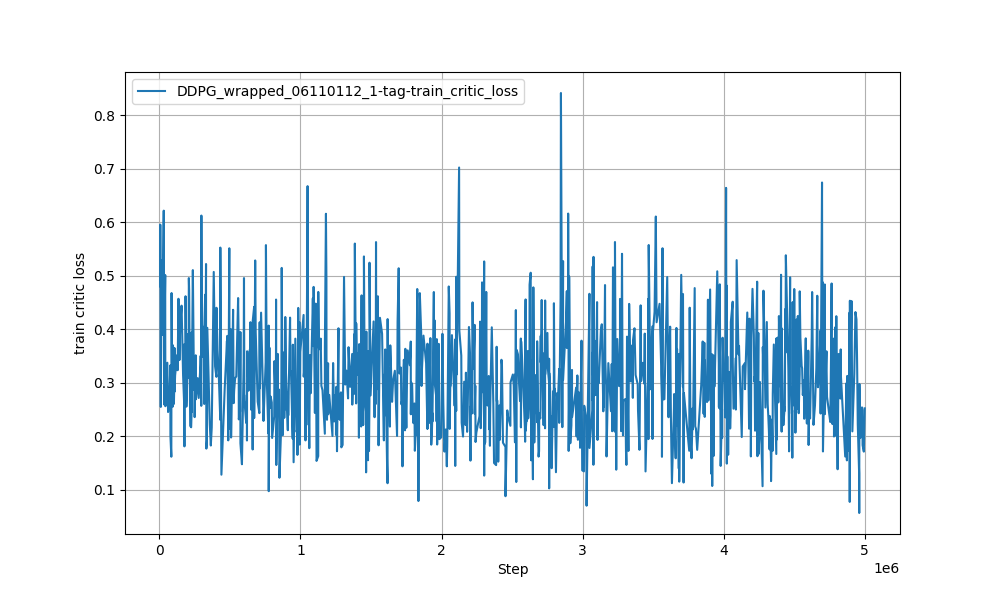 DDPG_wrapped_06110112_1-tag-train_critic_loss
train critic loss
0.8
0.7
0.6
0.5
0.4
0.3
0.2
0.1
0 1 2 3 4 5
1e6
Step